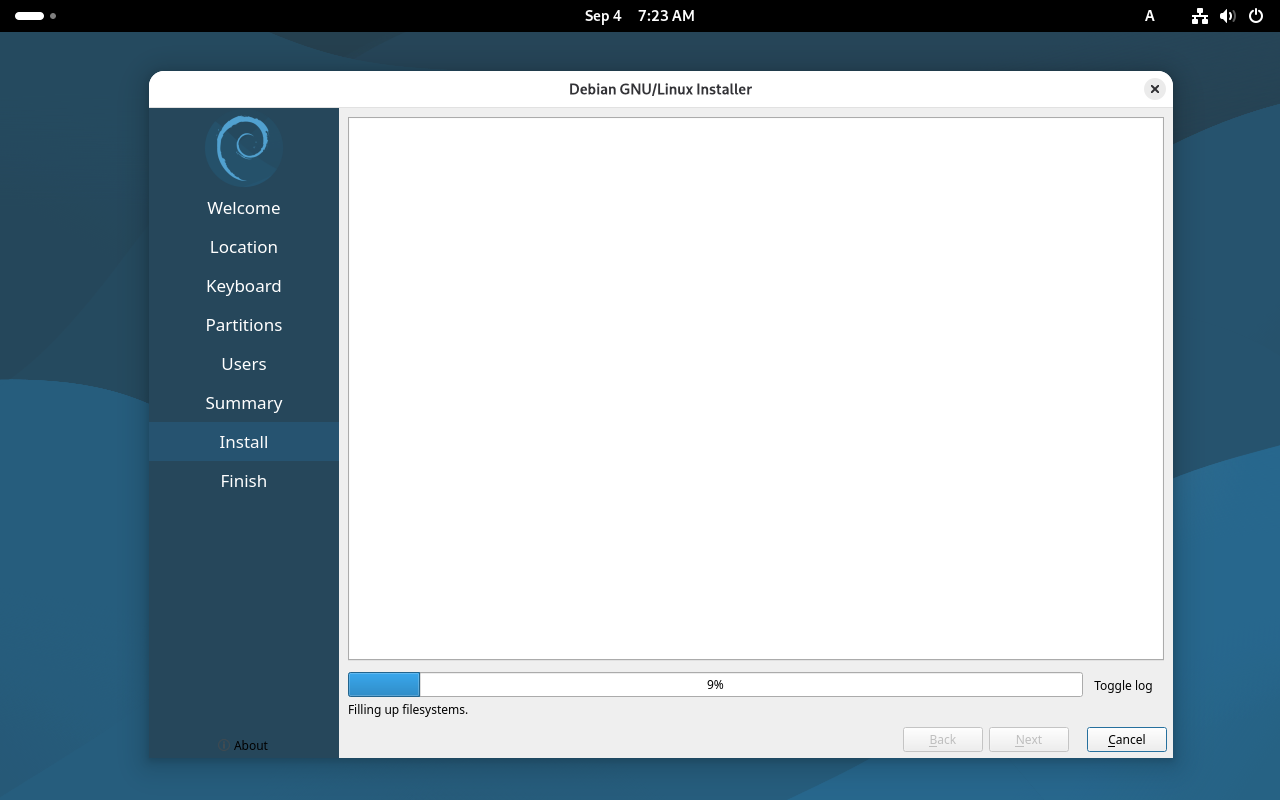 Sep 4 7:23 AM
A
Debian GNU/Linux Installer
Welcome
Location
Keyboard
Partitions
Users
Summary
Install
Finish
About
9%
Toggle log
Filling up filesystems.
Back
Next
Cancel